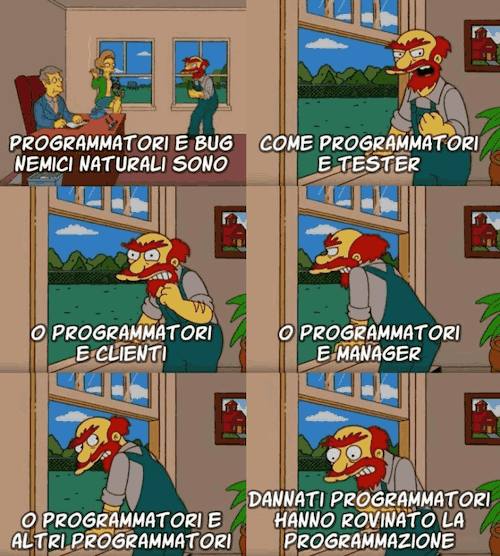 PROGRAMMATORI E BUG
NEMICI NATURALI SONO
COME PROGRAMMATORI
E TESTER
O PROGRAMMATORI
E CLIENTI
O PROGRAMMATORI
E MANAGER
O PROGRAMMATORI E
ALTRI PROGRAMMATORI
DANNATI PROGRAMMATORI
HANNO ROVINATO LA
PROGRAMMAZIONE